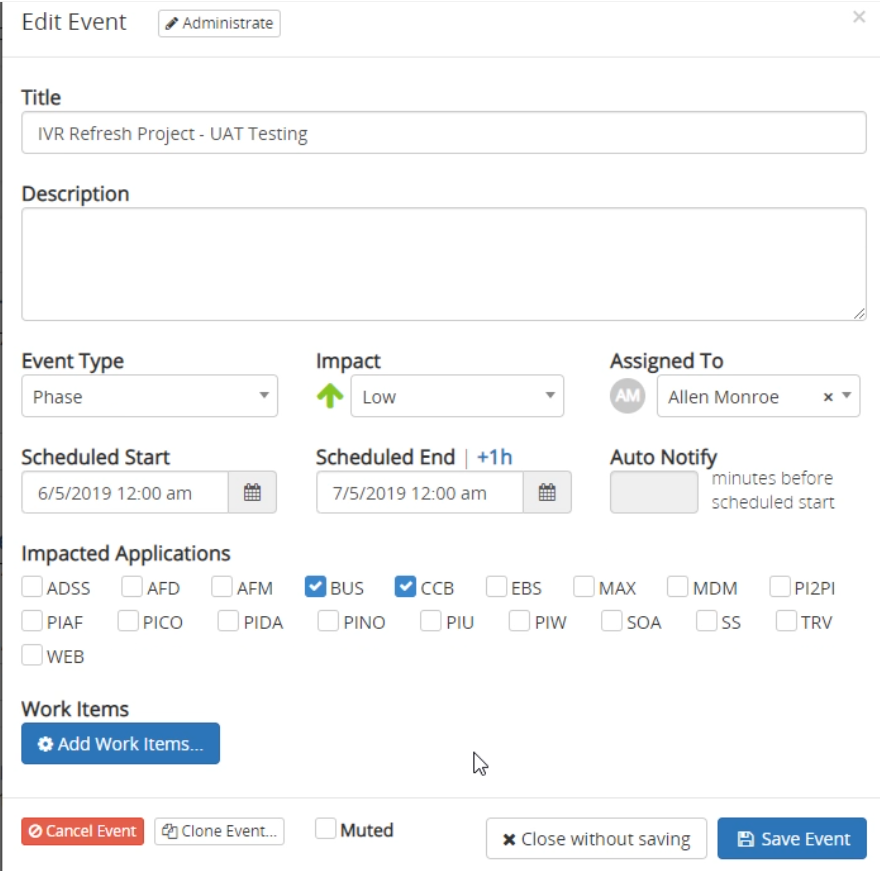 Edit Event Administrate ×
Title
IVR Refresh Project - UAT Testing
Description
Event Type Impact Assigned To
Phase Low AM Allen Monroe ×
Scheduled Start Scheduled End | +1h Auto Notify
6/5/2019 12:00 am 7/5/2019 12:00 am minutes before
scheduled start
Impacted Applications
ADSS AFD AFM BUS CCB EBS MAX MDM PI2PI
PIAF PICO PIDA PINO PIU PIW SOA SS TRV
WEB
Work Items
Add Work Items...
Cancel Event Clone Event... Muted Close without saving Save Event